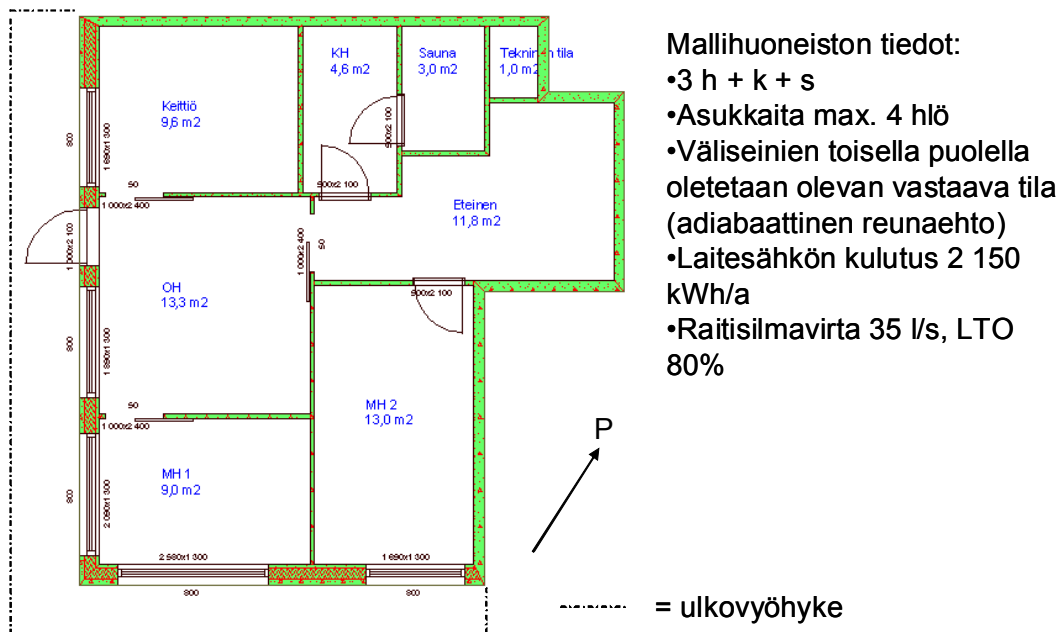 KH
4,6 m2
Sauna
3,0 m2
Tekninen tila
1,0 m2
Keittiö
9,6 m2
800
1 690x1 300
900x2 100
50
1 000x2 400
900x2 100
Eteinen
11,8 m2
1 000x2 100
1 000x2 400
50
OH
13,3 m2
800
1 890x1 300
900x2 100
50
1 000x2 400
MH 2
13,0 m2
MH 1
9,0 m2
800
2 090x1 300
2 580x1 300
1 690x1 300
800
800
Mallihuoneiston tiedot:
•3 h + k + s
•Asukkaita max. 4 hlö
•Väliseinien toisella puolella
oletetaan olevan vastaava tila
(adiabaattinen reunaehto)
•Laitesähkön kulutus 2 150
kWh/a
•Raitisilmavirta 35 l/s, LTO
80%
P
= ulkovyöhyke